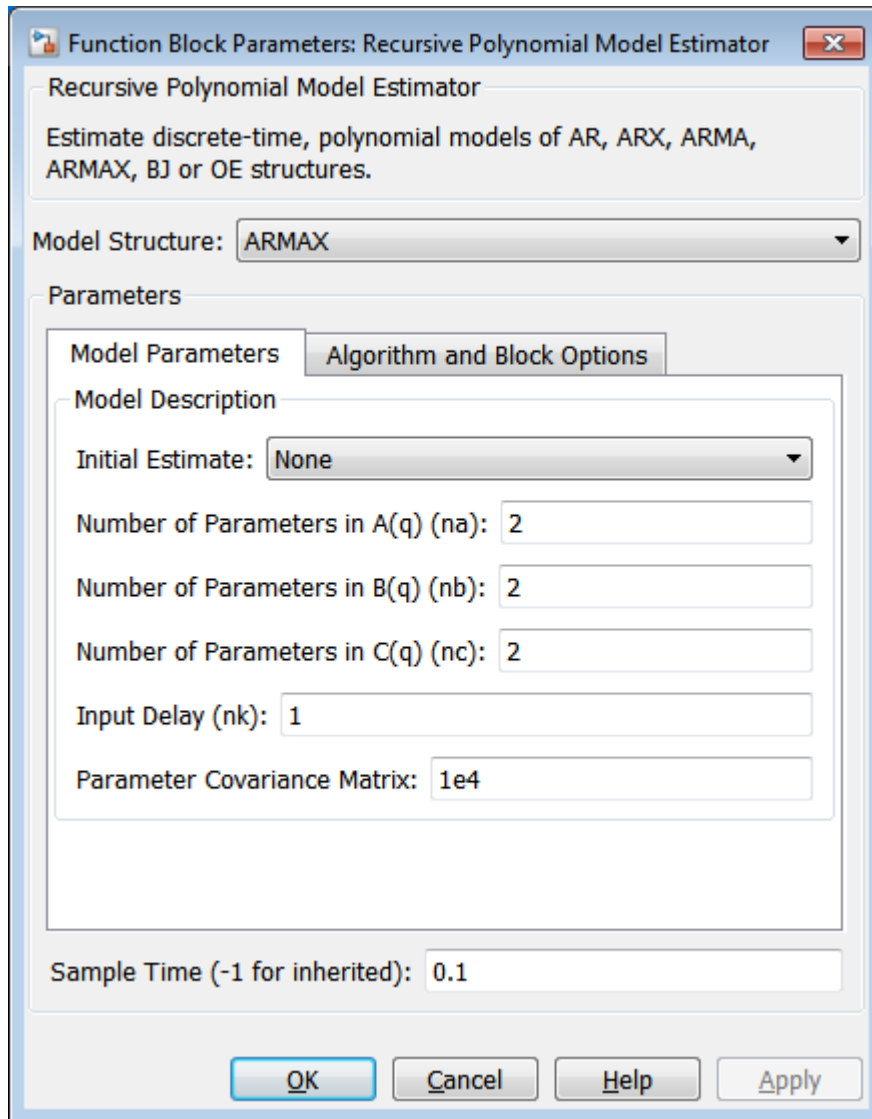 Function Block Parameters: Recursive Polynomial Model Estimator
Recursive Polynomial Model Estimator
Estimate discrete-time, polynomial models of AR, ARX, ARMA,
ARMAX, BJ or OE structures.
Model Structure: ARMAX
Parameters
Model Parameters Algorithm and Block Options
Model Description
Initial Estimate: None
Number of Parameters in A(q) (na): 2
Number of Parameters in B(q) (nb): 2
Number of Parameters in C(q) (nc): 2
Input Delay (nk): 1
Parameter Covariance Matrix: 1e4
Sample Time (-1 for inherited): 0.1
OK Cancel Help Apply